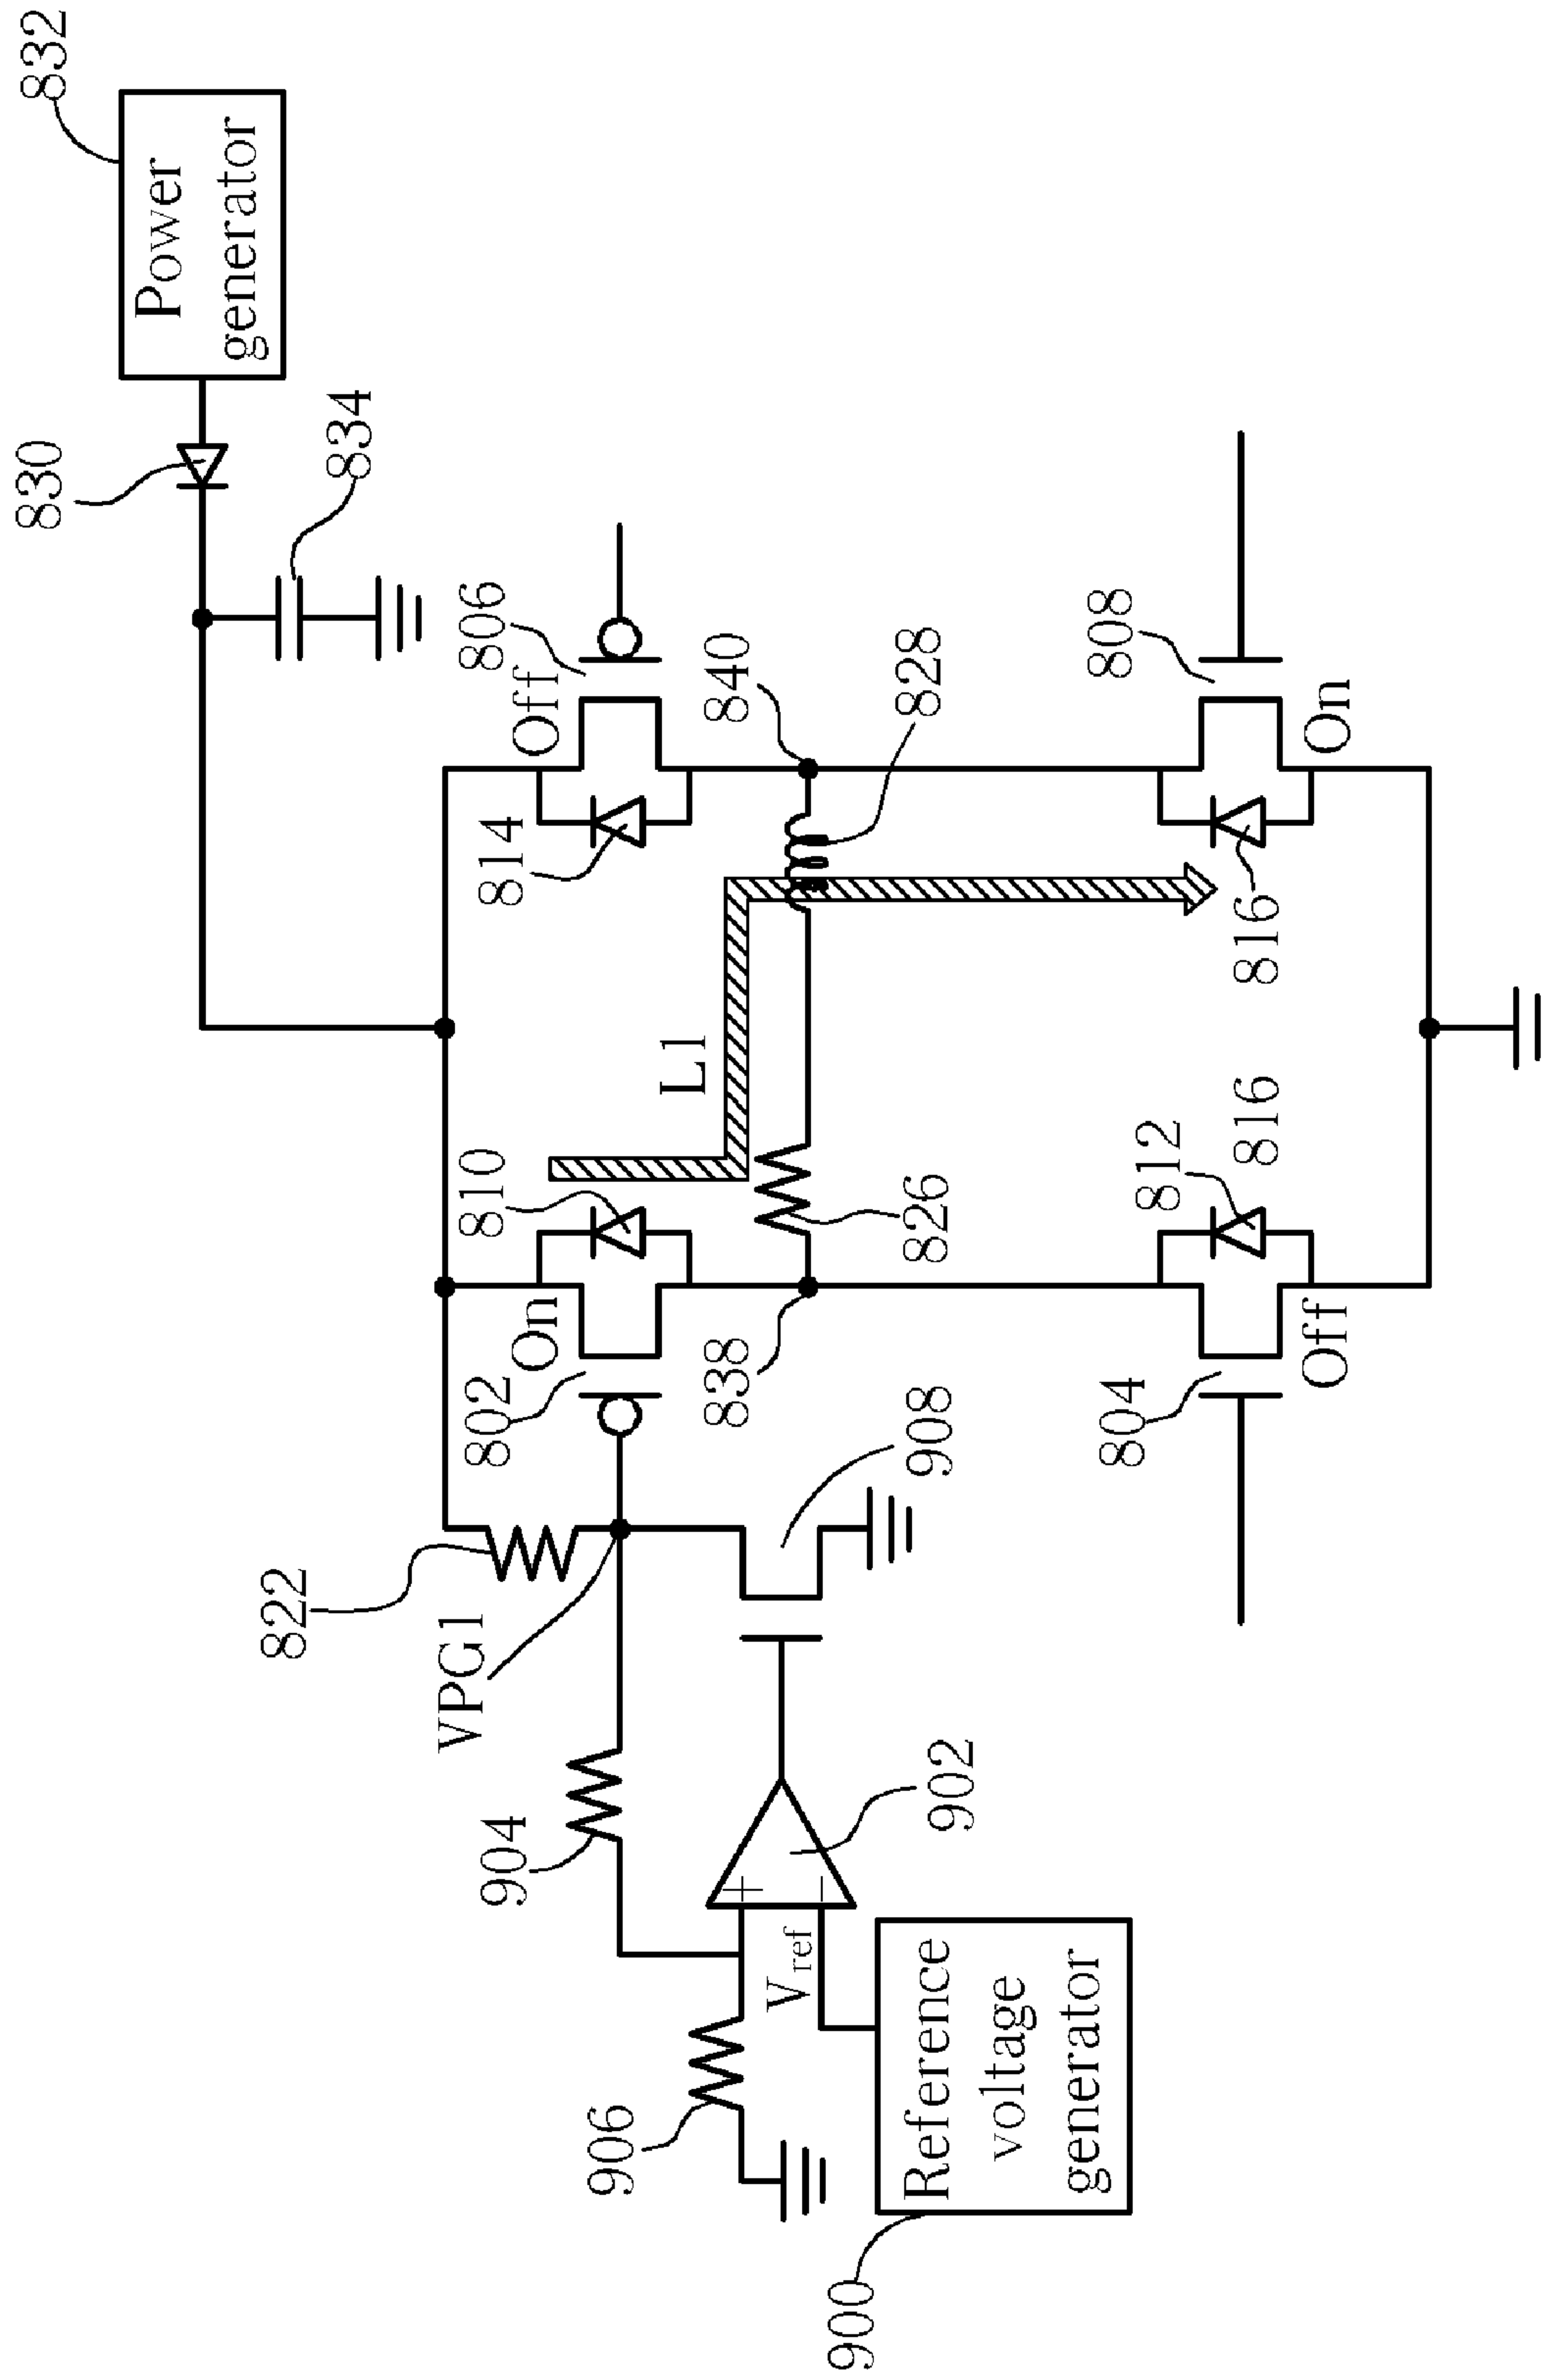 832
Power
generator
830
834
806
Off
840
828
808
On
814
816
L1
810
826
812
816
802
On
838
804
Off
908
822
VPG1
904
902
+
−
Vref
906
Reference
voltage
generator
900